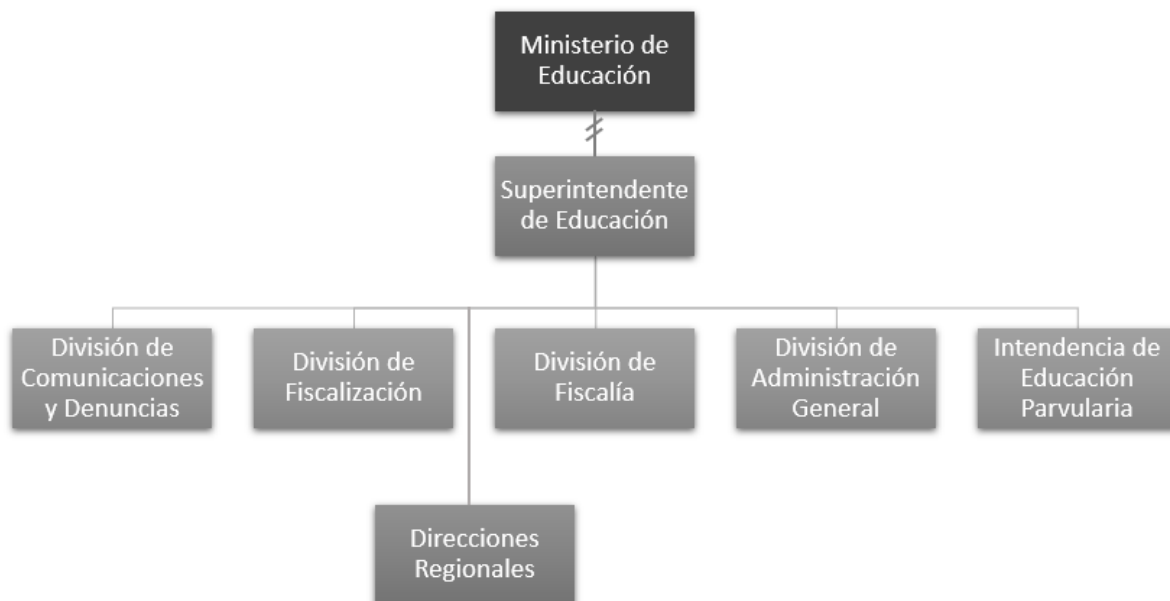 Ministerio de
Educación
Superintendente
de Educación
División de
Comunicaciones
y Denuncias
División de
Fiscalización
División de
Fiscalía
División de
Administración
General
Intendencia de
Educación
Parvularia
Direcciones
Regionales